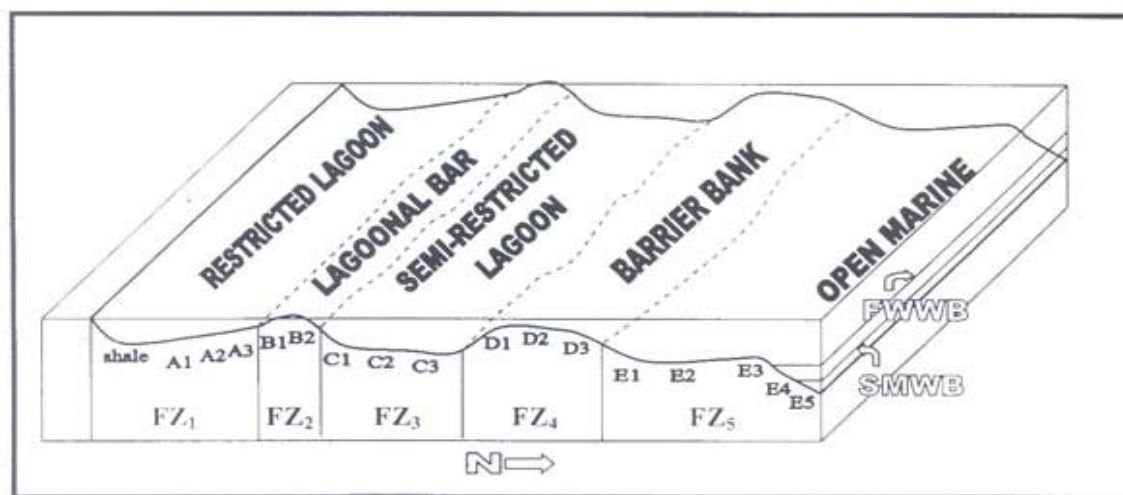 RESTRICTED LAGOON
LAGOONAL BAR
SEMI-RESTRICTED
LAGOON
BARRIER BANK
OPEN MARINE
FWWB
SMWB
shale A1 A2 A3 B1 B2 C1 C2 C3 D1 D2 D3 E1 E2 E3 E4 E5
FZ₁ FZ₂ FZ₃ FZ₄ FZ₅
N